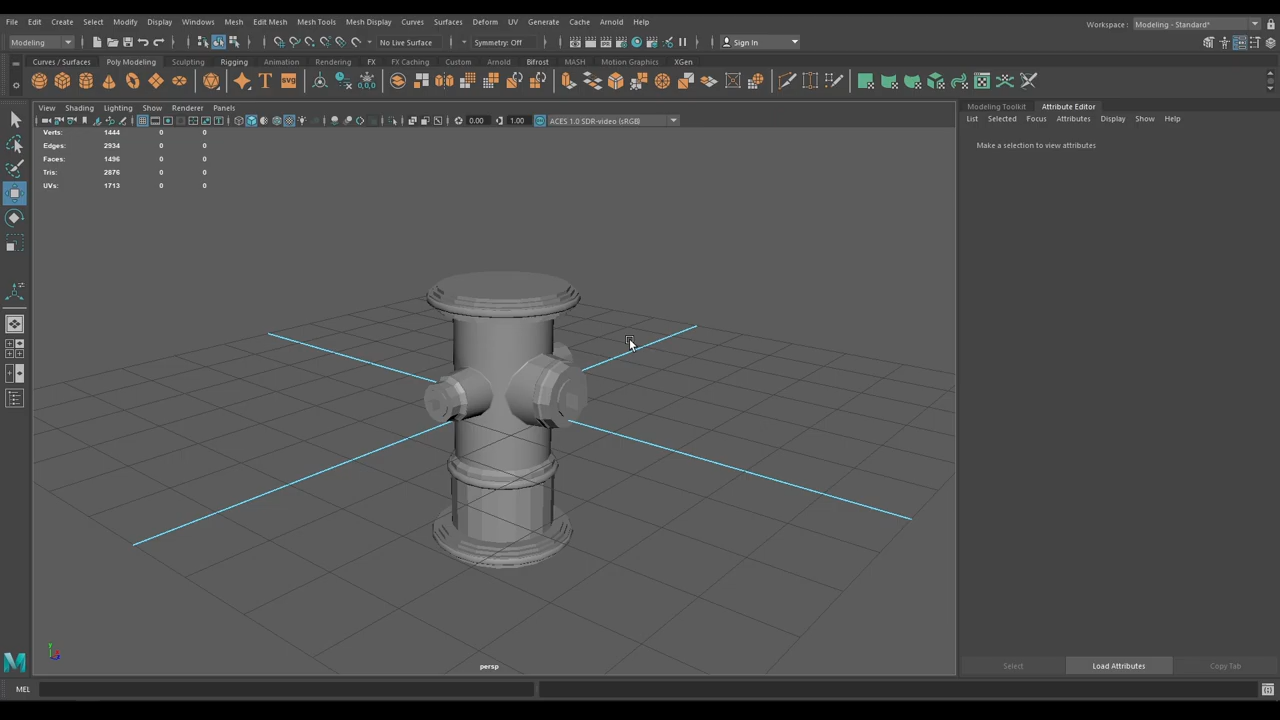 File Edit Create Select Modify Display Windows Mesh Edit Mesh Mesh Tools Mesh Display Curves Surfaces Deform UV Generate Cache Arnold Help
Workspace : Modeling - Standard*
Modeling No Live Surface Symmetry: Off Sign In
Curves / Surfaces Poly Modeling Sculpting Rigging Animation Rendering FX FX Caching Custom Arnold Bifrost MASH Motion Graphics XGen
View Shading Lighting Show Renderer Panels
0.00 1.00 ACES 1.0 SDR-video (sRGB)
Modeling Toolkit Attribute Editor
List Selected Focus Attributes Display Show Help
Make a selection to view attributes
Verts: 1444 0 0
Edges: 2934 0 0
Faces: 1496 0 0
Tris: 2876 0 0
UVs: 1713 0 0
persp
Select Load Attributes Copy Tab
MEL